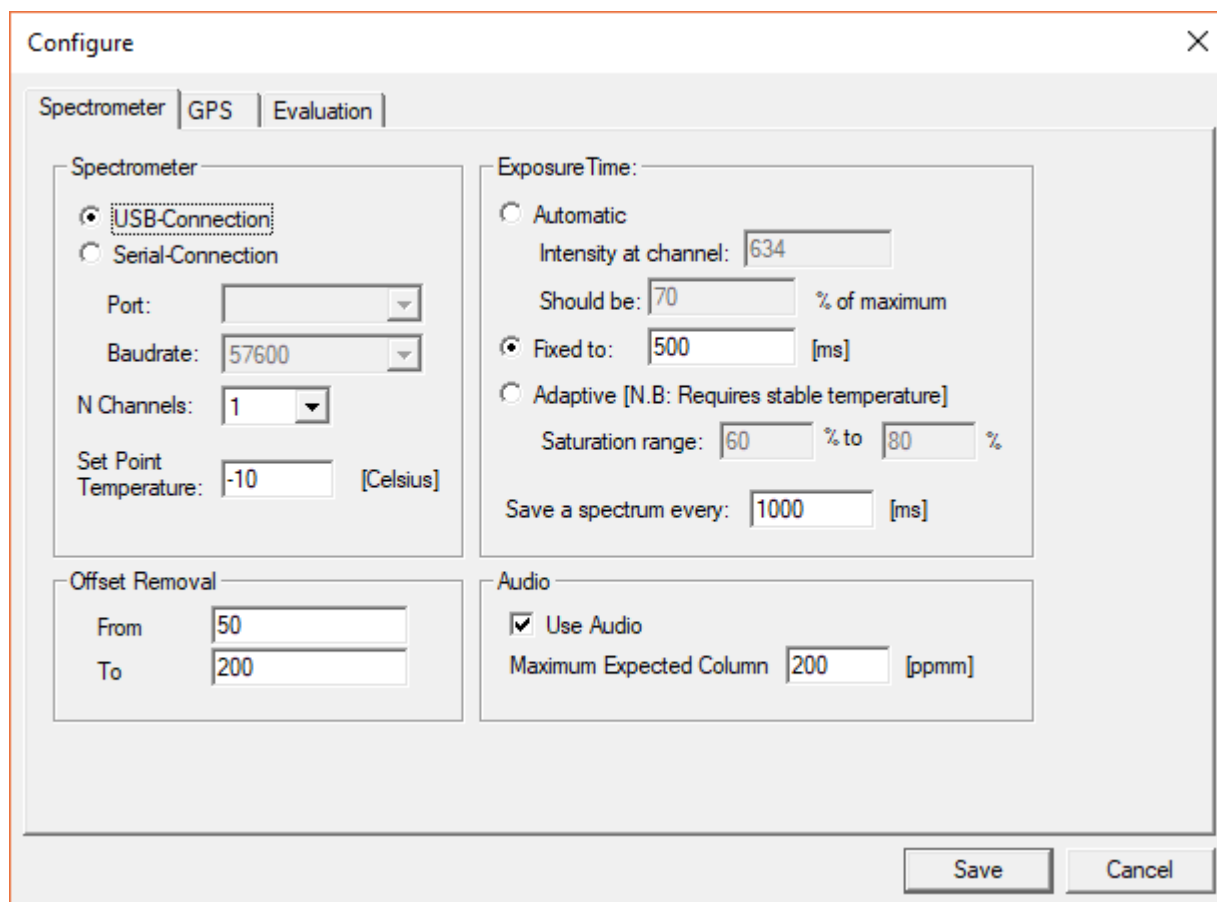 Configure
Spectrometer GPS Evaluation
Spectrometer
USB-Connection
Serial-Connection
Port:
Baudrate: 57600
N Channels: 1
Set Point
Temperature: -10 [Celsius]
Exposure Time:
Automatic
Intensity at channel: 634
Should be: 70 % of maximum
Fixed to: 500 [ms]
Adaptive [N.B: Requires stable temperature]
Saturation range: 60 % to 80 %
Save a spectrum every: 1000 [ms]
Offset Removal
From 50
To 200
Audio
Use Audio
Maximum Expected Column 200 [ppmm]
Save Cancel